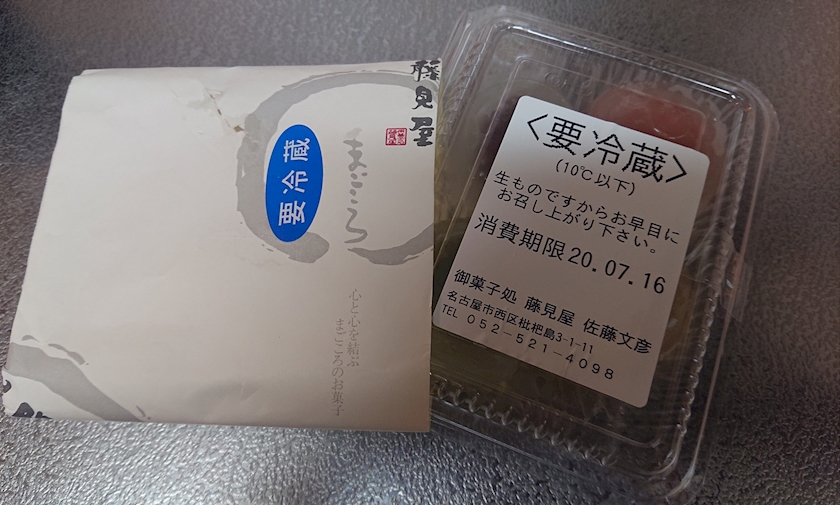 藤見屋
まごころ
要冷蔵
心と心を結ぶ
まごころのお菓子
<要冷蔵>
(10℃以下)
生ものですからお早目に
お召し上がり下さい。
消費期限20.07.16
御菓子処 藤見屋 佐藤文彦
名古屋市西区枇杷島3-1-11
TEL 052-521-4098